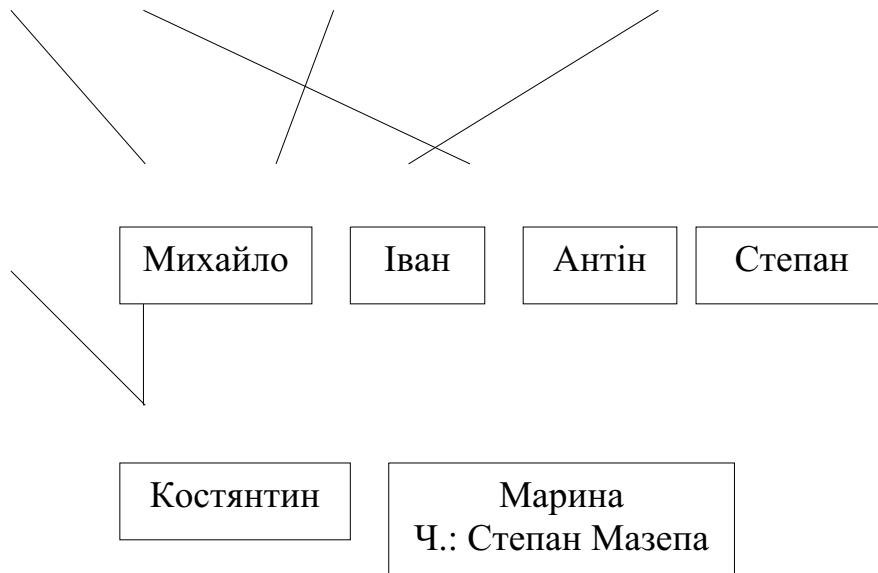 Михайло
Іван
Антін
Степан
Костянтин
Марина
Ч.: Степан Мазепа